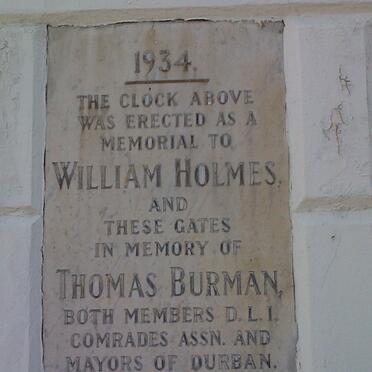 1934.
THE CLOCK ABOVE
WAS ERECTED AS A
MEMORIAL TO
WILLIAM HOLMES,
AND
THESE GATES
IN MEMORY OF
THOMAS BURMAN,
BOTH MEMBERS D.L.I.
COMRADES ASSN. AND
MAYORS OF DURBAN.